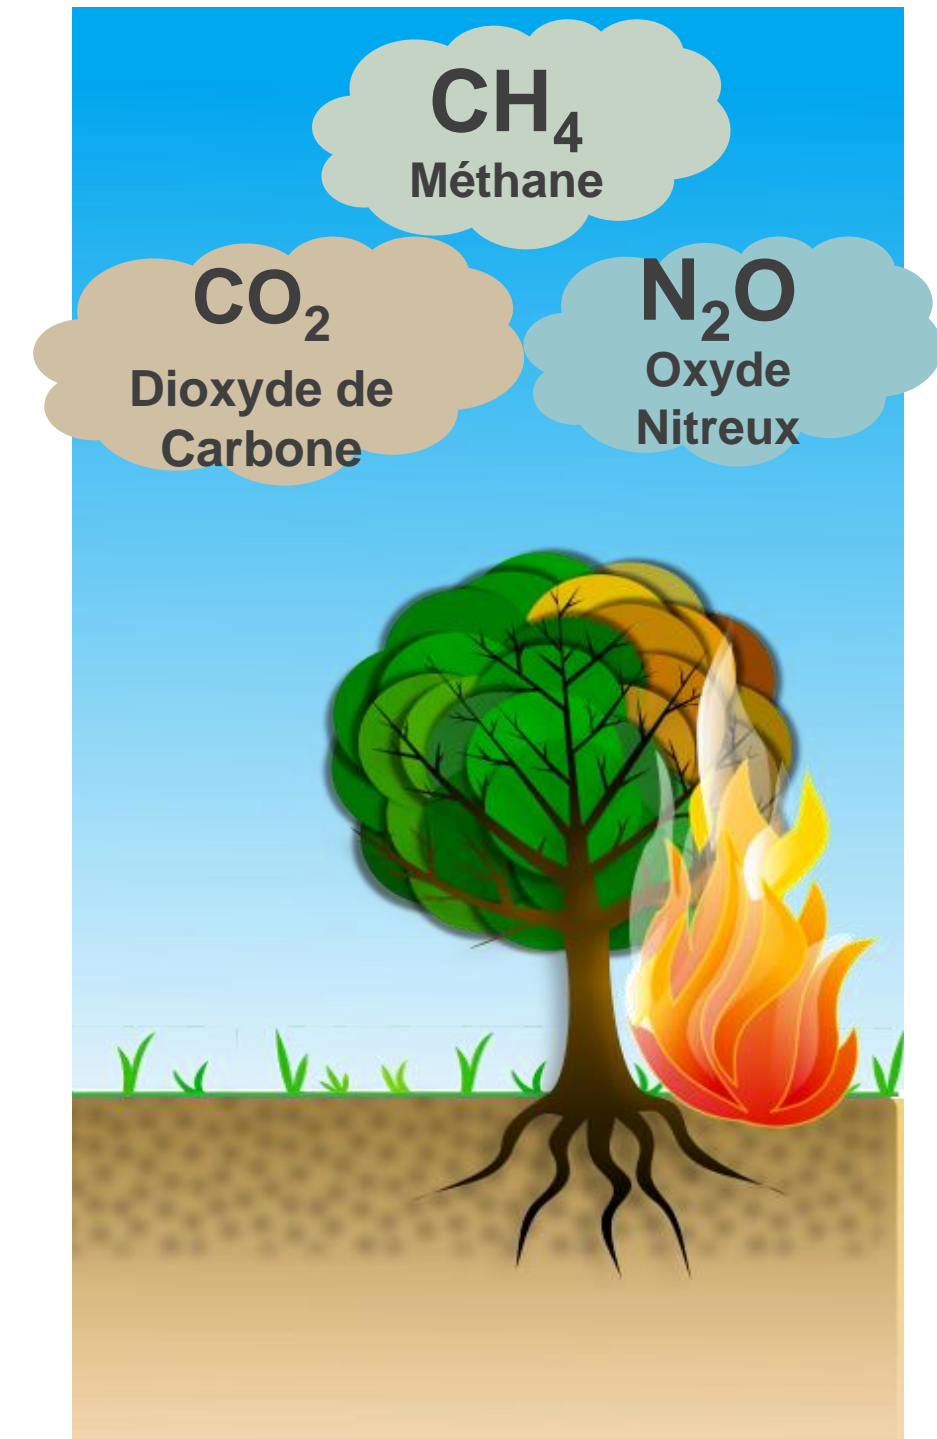 CH₄
Méthane
CO₂
Dioxyde de
Carbone
N₂O
Oxyde
Nitreux